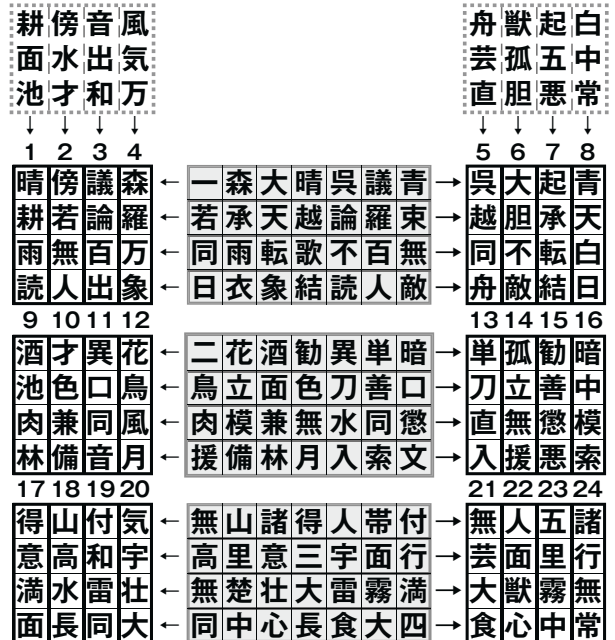 耕傍音風
面水出気
池才和万
舟獣起白
芸孤五中
直胆悪常
↓ ↓ ↓ ↓
1 2 3 4
↓ ↓ ↓ ↓
5 6 7 8
晴傍議森 ← 一森大晴呉議青 → 呉大起青
耕若論羅 ← 若承天越論羅束 → 越胆承天
雨無百万 ← 同雨転歌不百無 → 同不転白
読人出象 ← 日衣象結読人敵 → 舟敵結日
9 10 11 12
13 14 15 16
酒才異花 ← 二花酒勧異単暗 → 単孤勧暗
池色口鳥 ← 鳥立面色刀善口 → 刀立善中
肉兼同風 ← 肉模兼無水同懲 → 直無懲模
林備音月 ← 援備林月入索文 → 入援悪索
17 18 19 20
21 22 23 24
得山付気 ← 無山諸得人帯付 → 無人五諸
意高和宇 ← 高里意三宇面行 → 芸面里行
満水雷壮 ← 無楚壮大雷霧満 → 大獣霧無
面長同大 ← 同中心長食大四 → 食心中常